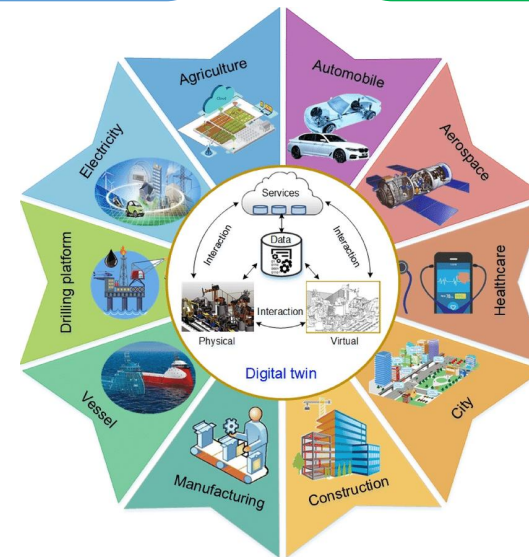 Agriculture
Automobile
Electricity
Aerospace
Services
Interaction
Data
Interaction
Drilling platform
Healthcare
Interaction
Physical
Virtual
Digital twin
Vessel
City
Manufacturing
Construction